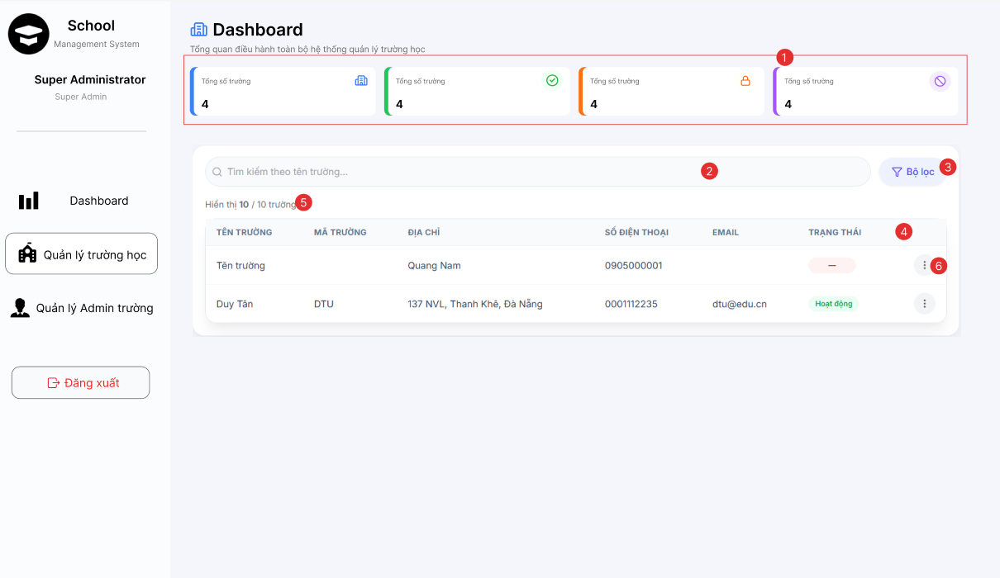 School
Management System
Super Administrator
Super Admin
Dashboard
Quản lý trường học
Quản lý Admin trường
Đăng xuất
Dashboard
Tổng quan điều hành toàn bộ hệ thống quản lý trường học
1
Tổng số trường
4
Tổng số trường
4
Tổng số trường
4
Tổng số trường
4
Tìm kiếm theo tên trường...
2
Bộ lọc
3
Hiển thị 10 / 10 trường
5
TÊN TRƯỜNG MÃ TRƯỜNG ĐỊA CHỈ SỐ ĐIỆN THOẠI EMAIL TRẠNG THÁI
4
Tên trường Quang Nam 0905000001 —
6
Duy Tân DTU 137 NVL, Thanh Khê, Đà Nẵng 0001112235 dtu@edu.cn Hoạt động